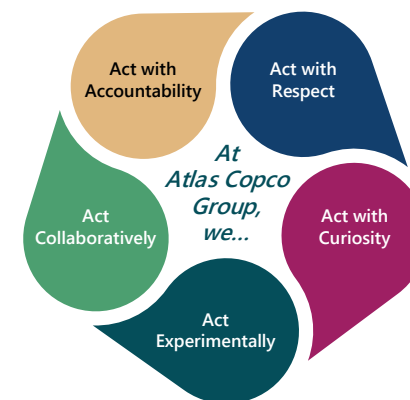 Act with
Accountability
Act with
Respect
At
Atlas Copco
Group,
we...
Act
Collaboratively
Act with
Curiosity
Act
Experimentally